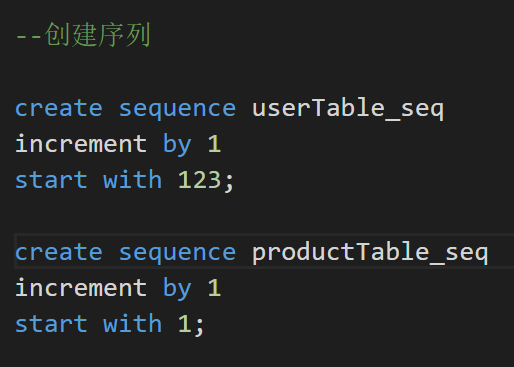 --创建序列
create sequence userTable_seq
increment by 1
start with 123;
create sequence productTable_seq
increment by 1
start with 1;